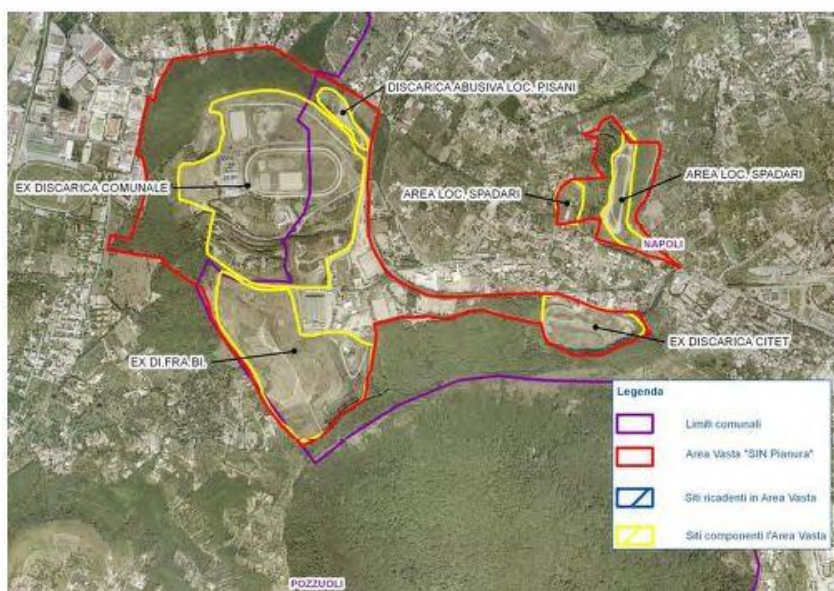 DISCARICA ABUSIVA LOC. PISANI
EX DISCARICA COMUNALE
AREA LOC. SPADARI
AREA LOC. SPADARI
NAPOLI
EX DISCARICA CITET
EX DI.FRA.BI.
Legenda
Limiti comunali
Area Vasta "SIN Pianura"
Siti ricadenti in Area Vasta
Siti componenti l'Area Vasta
POZZUOLI